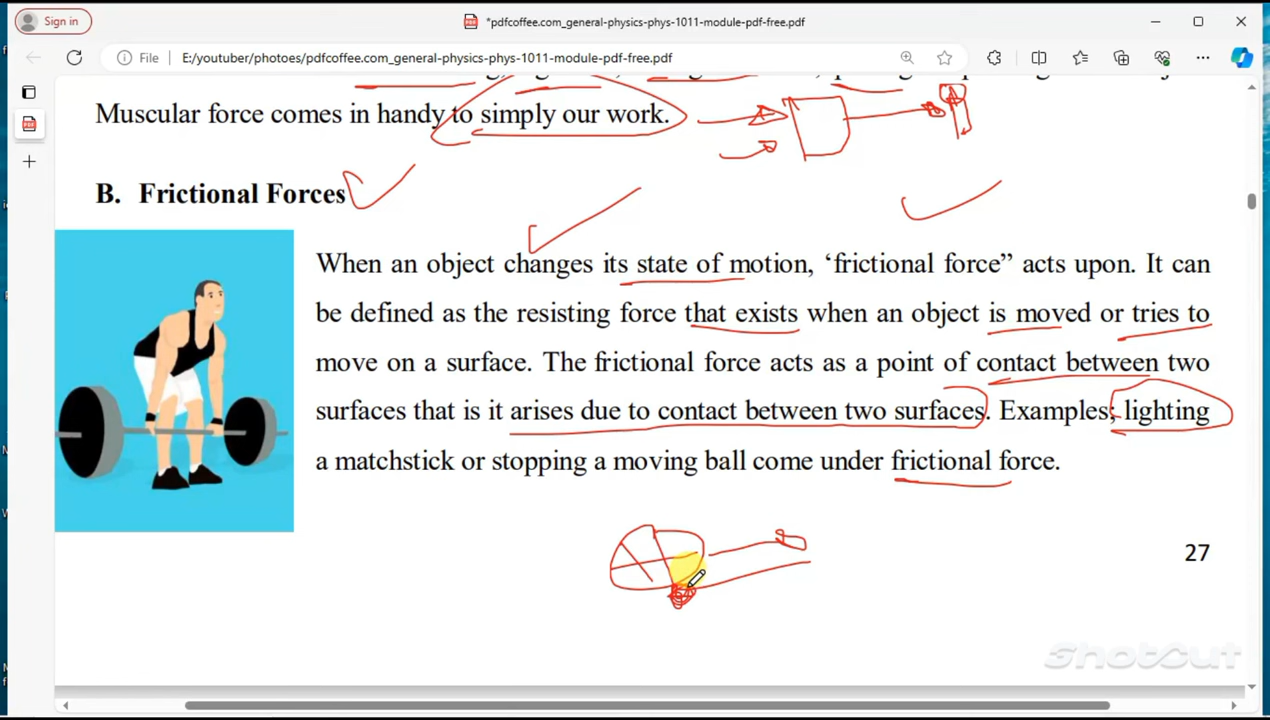 Sign in
*pdfcoffee.com_general-physics-phys-1011-module-pdf-free.pdf
File
E:/youtuber/photoes/pdfcoffee.com_general-physics-phys-1011-module-pdf-free.pdf
Muscular force comes in handy to simply our work.
B. Frictional Forces
When an object changes its state of motion, ‘frictional force” acts upon. It can
be defined as the resisting force that exists when an object is moved or tries to
move on a surface. The frictional force acts as a point of contact between two
surfaces that is it arises due to contact between two surfaces. Examples; lighting
a matchstick or stopping a moving ball come under frictional force.
27
Shotcut